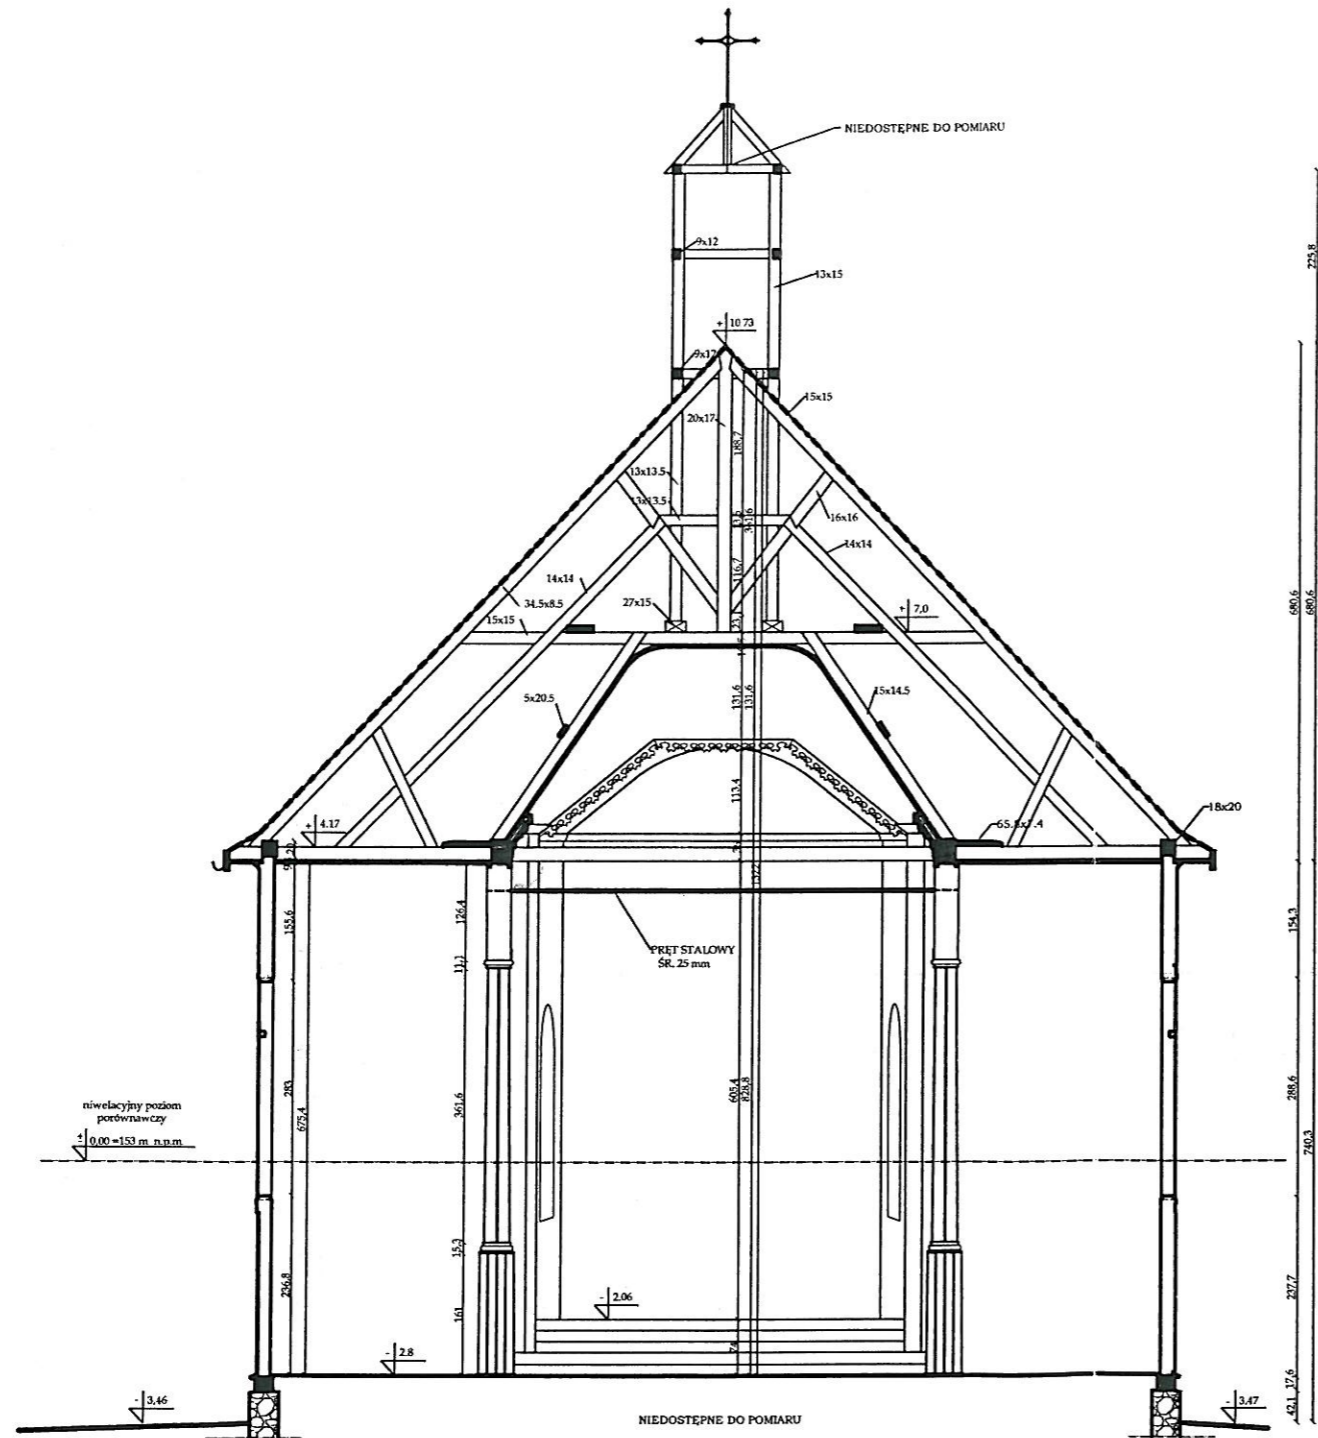 NIEDOSTĘPNE DO POMIARU
9x12
13x15
225,8
+ 10 73
9x12
15x15
20x17
188,7
13x13.5
13x13.5
16x16
14x14
116,7
14x14
34.5x8.5
27x15
15x15
+ 7,0
680,6
680,6
5x20.5
131,6
131,6
15x14.5
113,4
+ 4.17
18x20
155,6
126,4
154,3
PRĘT STALOWY
ŚR. 25 mm
283
675,4
361,6
605,4
828,8
288,6
740,3
niwelacyjny poziom
porównawczy
± 0,00 =153 m n.p.m.
15,3
236,8
161
237,7
- 2.06
74
- 2.8
17,6
42,1
- 3,46
- 3,47
NIEDOSTĘPNE DO POMIARU